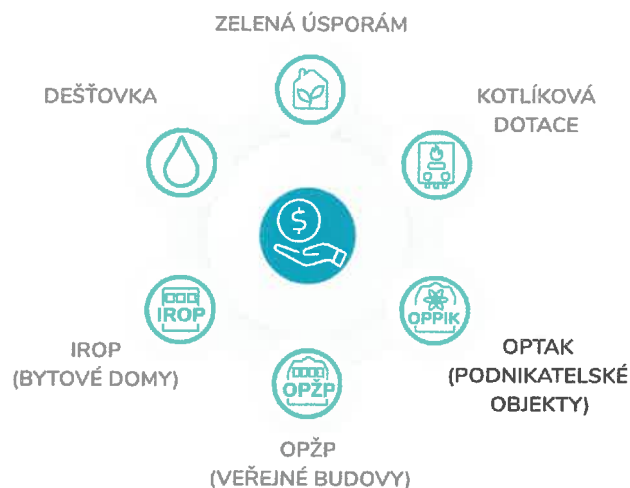 ZELENÁ ÚSPORÁM
DEŠŤOVKA
KOTLÍKOVÁ
DOTACE
$
IROP
OPPIK
IROP
(BYTOVÉ DOMY)
OPTAK
(PODNIKATELSKÉ
OBJEKTY)
OPŽP
OPŽP
(VEŘEJNÉ BUDOVY)